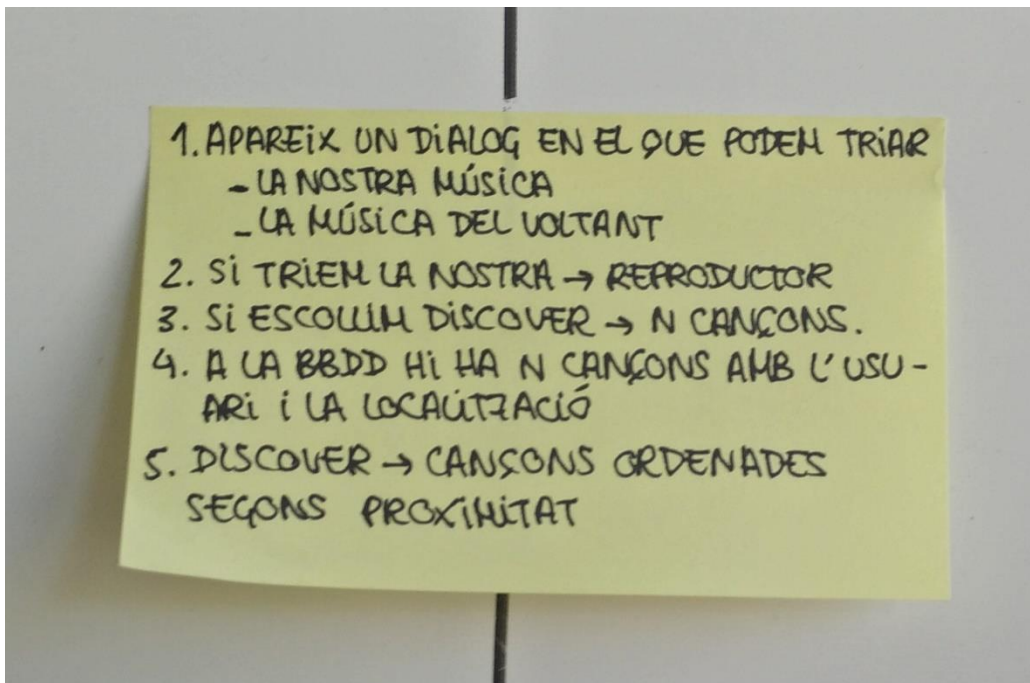 1. APAREIX UN DIALOG EN EL QUE PODEM TRIAR
- LA NOSTRA MÚSICA
- LA MÚSICA DEL VOLTANT
2. SI TRIEM LA NOSTRA → REPRODUCTOR
3. SI ESCOLLIM DISCOVER → N CANÇONS.
4. A LA BBDD HI HA N CANÇONS AMB L'USU-
ARI I LA LOCALITZACIÓ
5. DISCOVER → CANÇONS ORDENADES
SEGONS PROXIMITAT